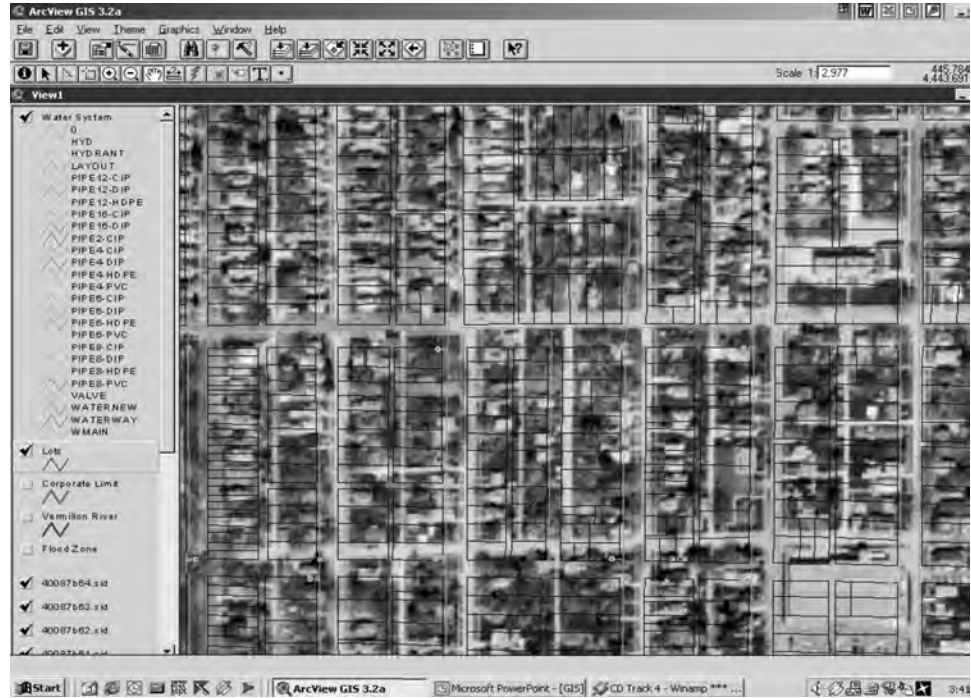 ArcView GIS 3.2a
File Edit View Theme Graphics Window Help
Scale 1: 2,977
445,784
4,443,691
View1
Water System
0
HYD
HYDRANT
LAYOUT
PIPE12-CIP
PIPE12-DIP
PIPE12-HDPE
PIPE16-CIP
PIPE16-DIP
PIPE2-CIP
PIPE4-CIP
PIPE4-DIP
PIPE4-HDPE
PIPE4-PVC
PIPE6-CIP
PIPE6-DIP
PIPE6-HDPE
PIPE6-PVC
PIPE8-CIP
PIPE8-DIP
PIPE8-HDPE
PIPE8-PVC
VALVE
WATERNEW
WATERWAY
WMAIN
Lots
Corporate Limit
Vermilion River
Flood Zone
40087b64.sid
40087b63.sid
40087b62.sid
40087b61.sid
Start ArcView GIS 3.2a Microsoft PowerPoint - [GIS] CD Track 4 - Winamp *** ...